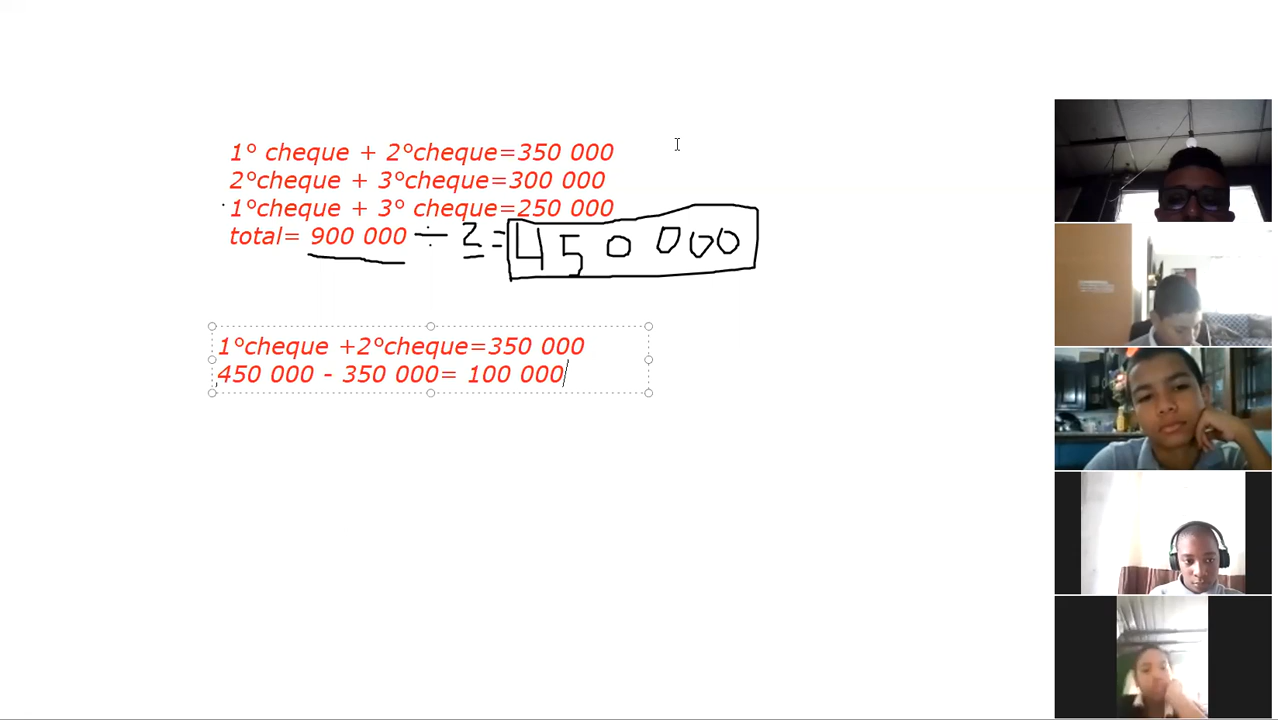 1° cheque + 2°cheque=350 000
2°cheque + 3°cheque=300 000
1°cheque + 3° cheque=250 000
total= 900 000 ÷ 2 = 450 000
1°cheque +2°cheque=350 000
450 000 - 350 000= 100 000